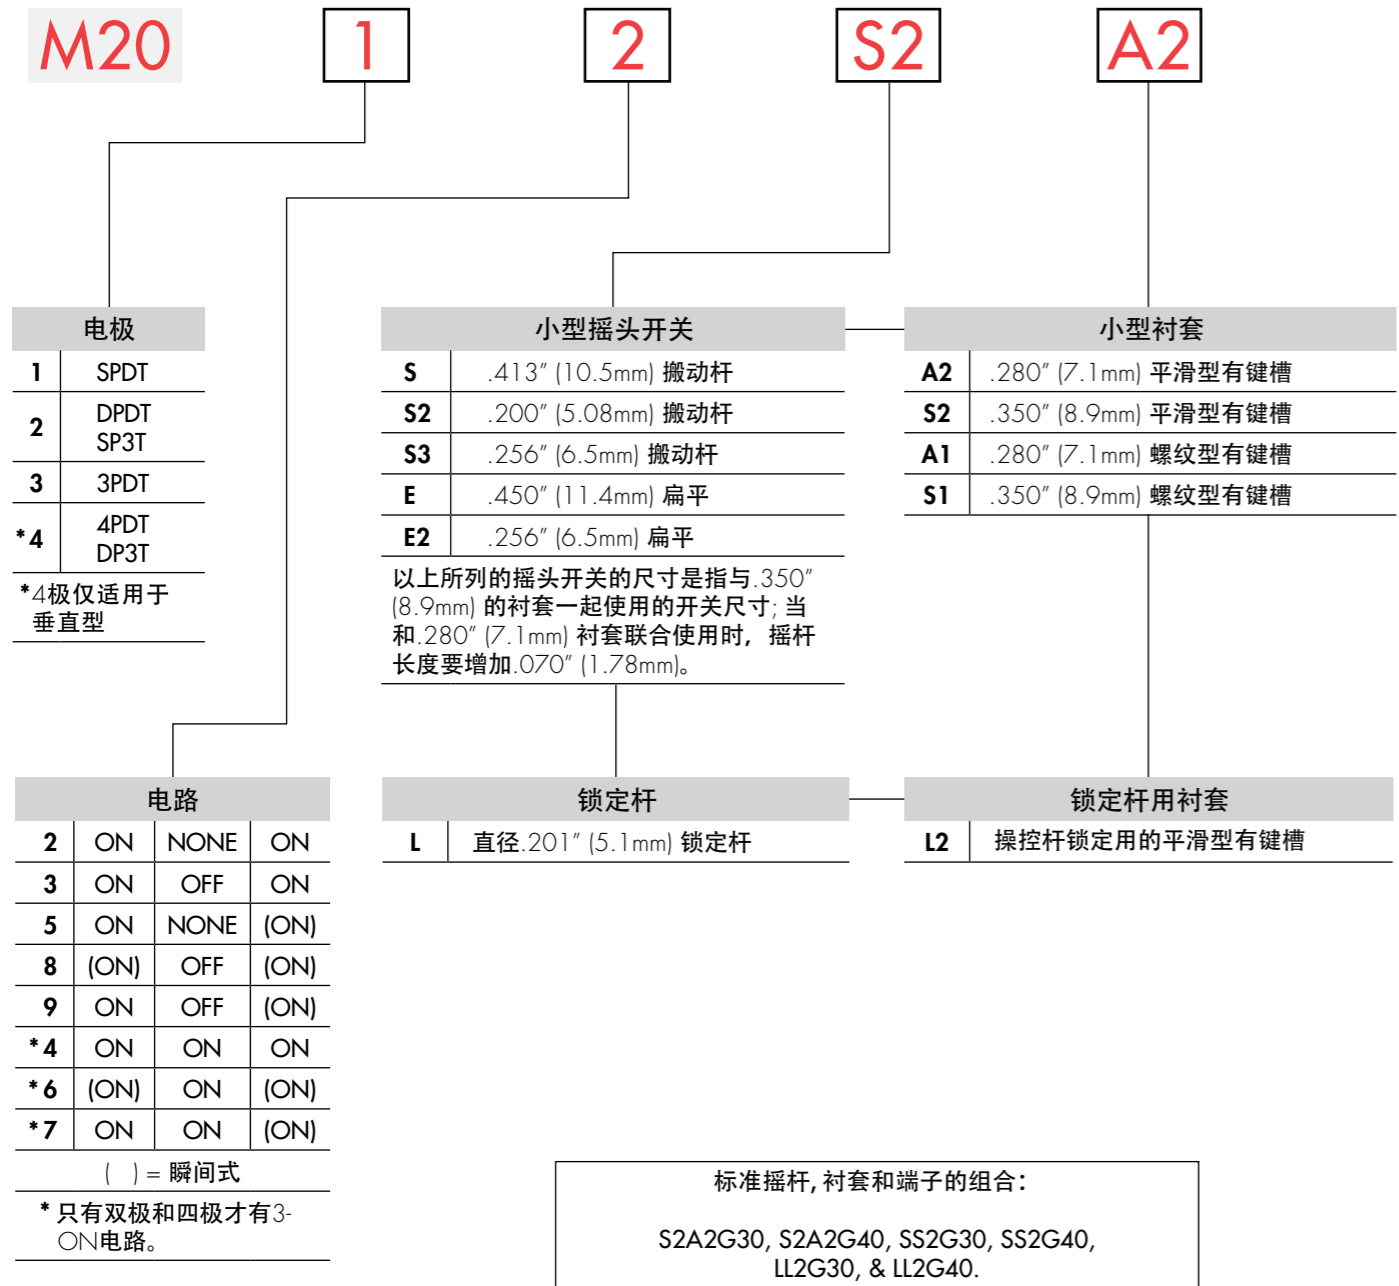 M20 1 2 S2 A2
电极
1 SPDT
2 DPDT
SP3T
3 3PDT
*4 4PDT
DP3T
*4极仅适用于
垂直型
小型摇头开关
S .413" (10.5mm) 搬动杆
S2 .200" (5.08mm) 搬动杆
S3 .256" (6.5mm) 搬动杆
E .450" (11.4mm) 扁平
E2 .256" (6.5mm) 扁平
以上所列的摇头开关的尺寸是指与.350"
(8.9mm) 的衬套一起使用的开关尺寸; 当
和.280" (7.1mm) 衬套联合使用时, 摇杆
长度要增加.070" (1.78mm)。
小型衬套
A2 .280" (7.1mm) 平滑型有键槽
S2 .350" (8.9mm) 平滑型有键槽
A1 .280" (7.1mm) 螺纹型有键槽
S1 .350" (8.9mm) 螺纹型有键槽
电路
2 ON NONE ON
3 ON OFF ON
5 ON NONE (ON)
8 (ON) OFF (ON)
9 ON OFF (ON)
*4 ON ON ON
*6 (ON) ON (ON)
*7 ON ON (ON)
( ) = 瞬间式
* 只有双极和四极才有3-
ON电路。
锁定杆
L 直径.201" (5.1mm) 锁定杆
锁定杆用衬套
L2 操控杆锁定用的平滑型有键槽
标准摇杆, 衬套和端子的组合:
S2A2G30, S2A2G40, SS2G30, SS2G40,
LL2G30, & LL2G40.